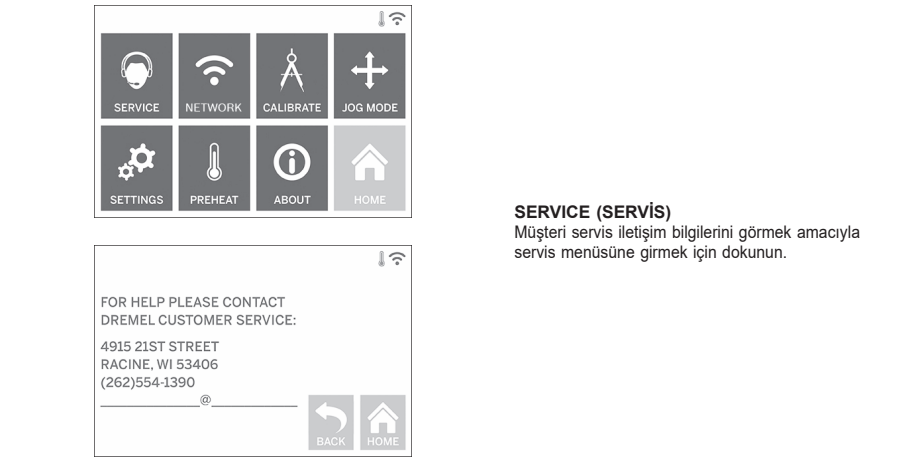 SERVICE
NETWORK
CALIBRATE
JOG MODE
SETTINGS
PREHEAT
ABOUT
HOME
FOR HELP PLEASE CONTACT
DREMEL CUSTOMER SERVICE:
4915 21ST STREET
RACINE, WI 53406
(262)554-1390
______________@____________
BACK
HOME
SERVICE (SERVİS)
Müşteri servis iletişim bilgilerini görmek amacıyla
servis menüsüne girmek için dokunun.